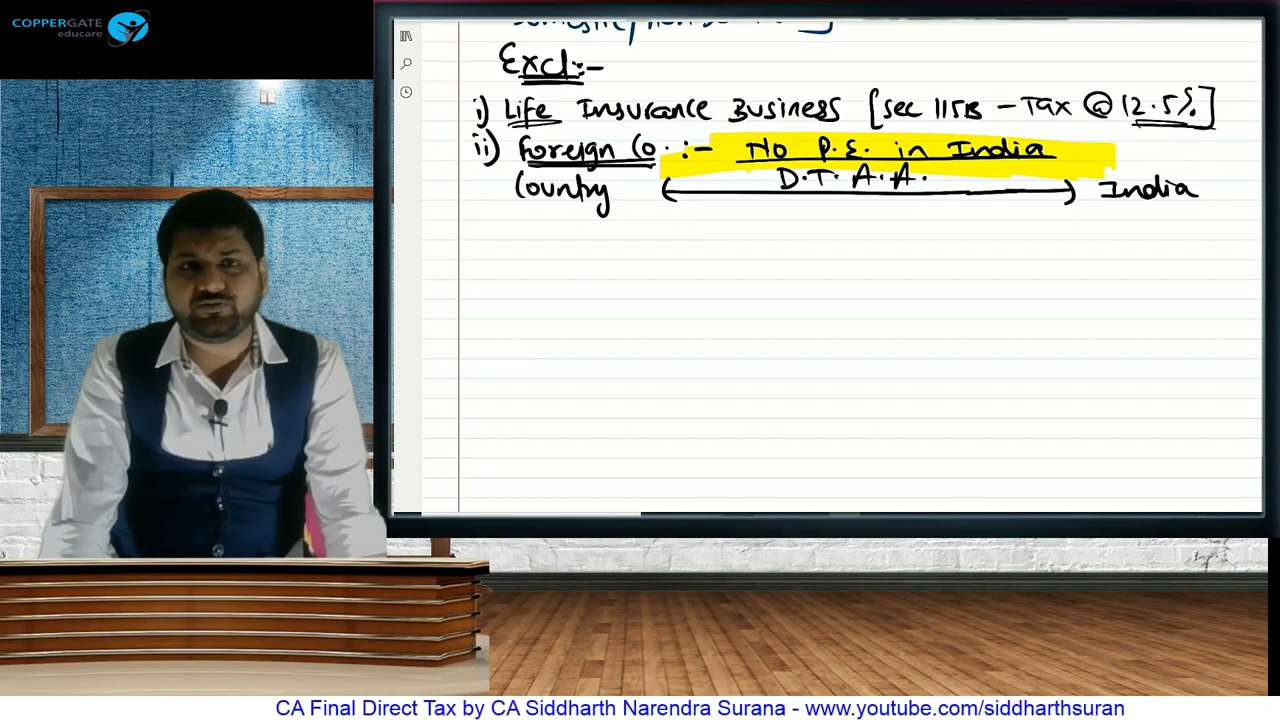 COPPERGATE
educare
Excl:-
i) Life Insurance Business [Sec 115B - Tax @ 12.5%]
ii) Foreign Co. :- No P.E. in India
Country D.T.A.A. India
CA Final Direct Tax by CA Siddharth Narendra Surana - www.youtube.com/siddharthsuran